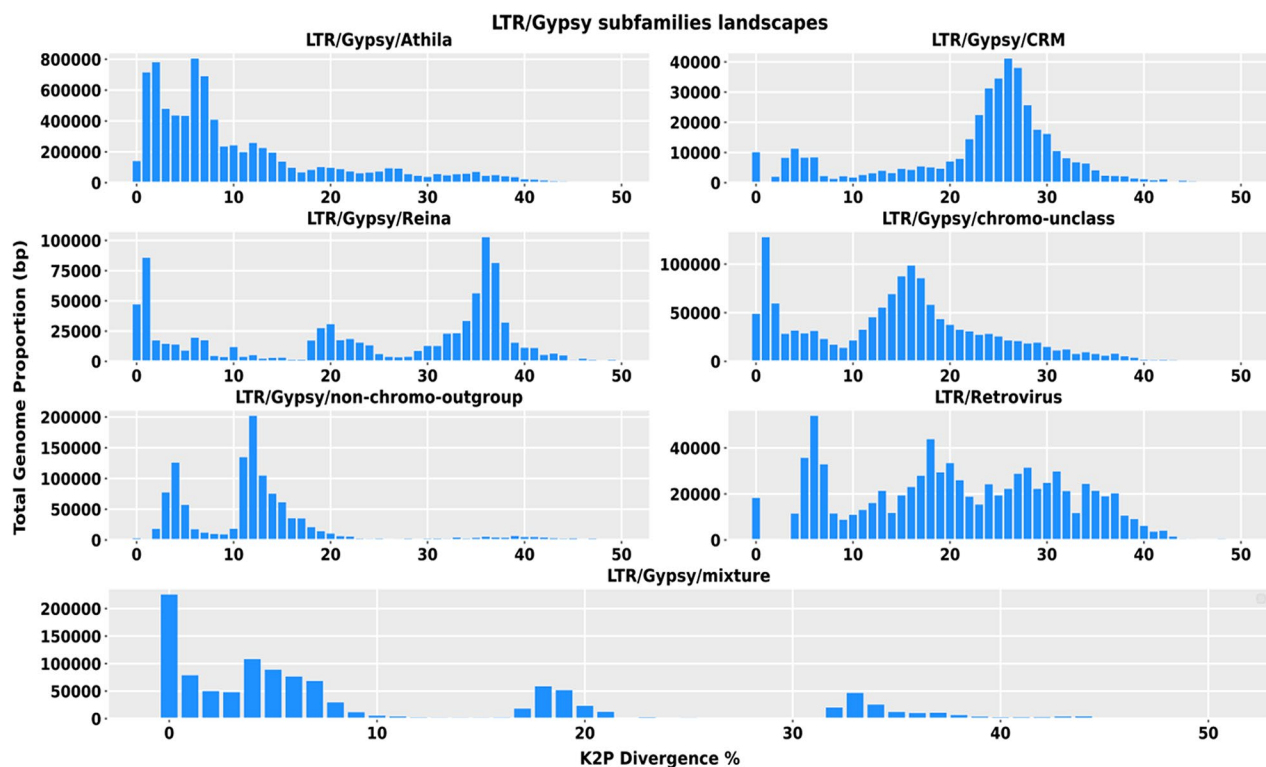 LTR/Gypsy subfamilies landscapes
LTR/Gypsy/Athila
800000
600000
400000
200000
0
0 10 20 30 40 50
LTR/Gypsy/CRM
40000
30000
20000
10000
0
0 10 20 30 40 50
LTR/Gypsy/Reina
100000
75000
50000
25000
0
0 10 20 30 40 50
LTR/Gypsy/chromo-unclass
100000
50000
0
0 10 20 30 40 50
Total Genome Proportion (bp)
LTR/Gypsy/non-chromo-outgroup
200000
150000
100000
50000
0
0 10 20 30 40 50
LTR/Retrovirus
40000
20000
0
0 10 20 30 40 50
LTR/Gypsy/mixture
200000
150000
100000
50000
0
0 10 20 30 40 50
K2P Divergence %